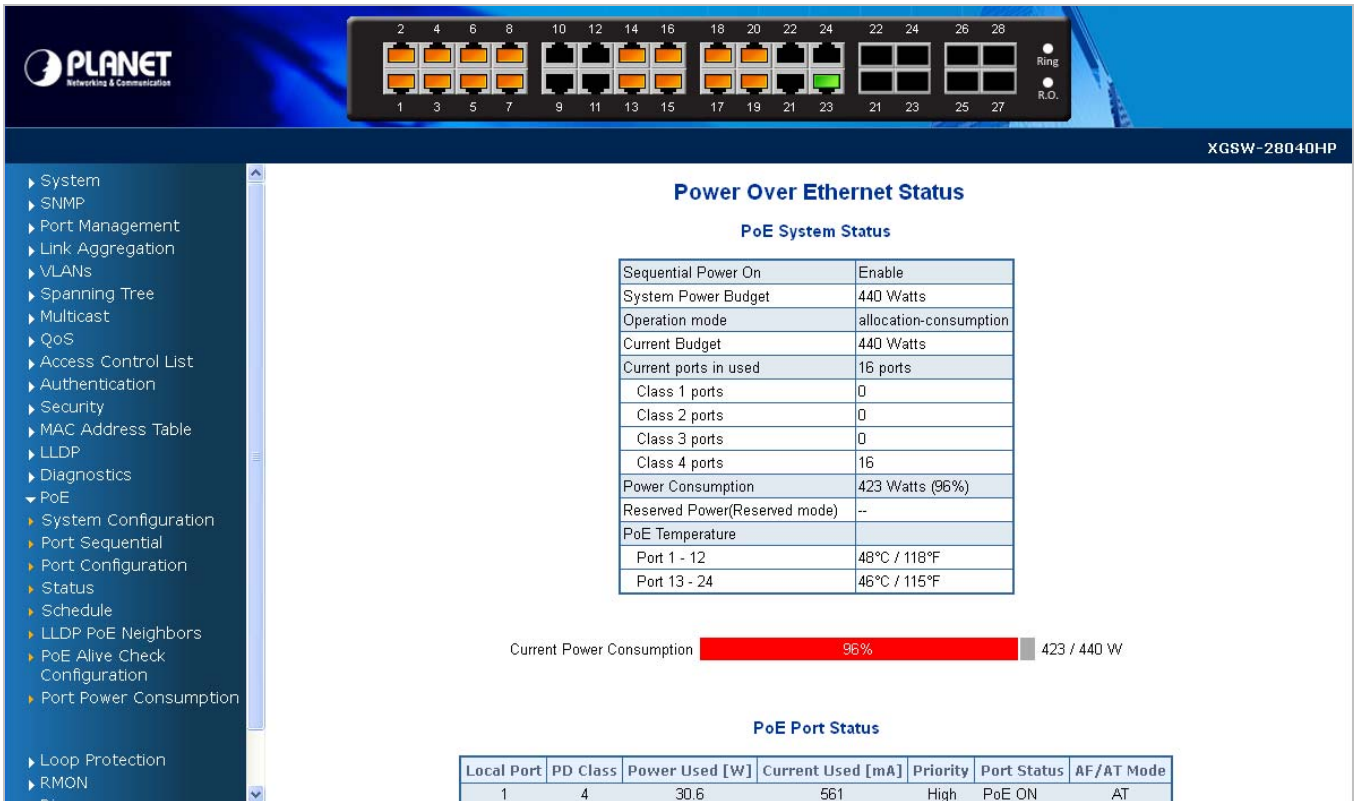 PLANET
Networking & Communication
2 4 6 8 10 12 14 16 18 20 22 24 22 24 26 28
Ring
R.O.
1 3 5 7 9 11 13 15 17 19 21 23 21 23 25 27
XGSW-28040HP
System
SNMP
Port Management
Link Aggregation
VLANs
Spanning Tree
Multicast
QoS
Access Control List
Authentication
Security
MAC Address Table
LLDP
Diagnostics
PoE
System Configuration
Port Sequential
Port Configuration
Status
Schedule
LLDP PoE Neighbors
PoE Alive Check
Configuration
Port Power Consumption
Loop Protection
RMON
Power Over Ethernet Status
PoE System Status
Sequential Power On Enable
System Power Budget 440 Watts
Operation mode allocation-consumption
Current Budget 440 Watts
Current ports in used 16 ports
Class 1 ports 0
Class 2 ports 0
Class 3 ports 0
Class 4 ports 16
Power Consumption 423 Watts (96%)
Reserved Power(Reserved mode) --
PoE Temperature
Port 1 - 12 48°C / 118°F
Port 13 - 24 46°C / 115°F
Current Power Consumption 96% 423 / 440 W
PoE Port Status
Local Port PD Class Power Used [W] Current Used [mA] Priority Port Status AF/AT Mode
1 4 30.6 561 High PoE ON AT